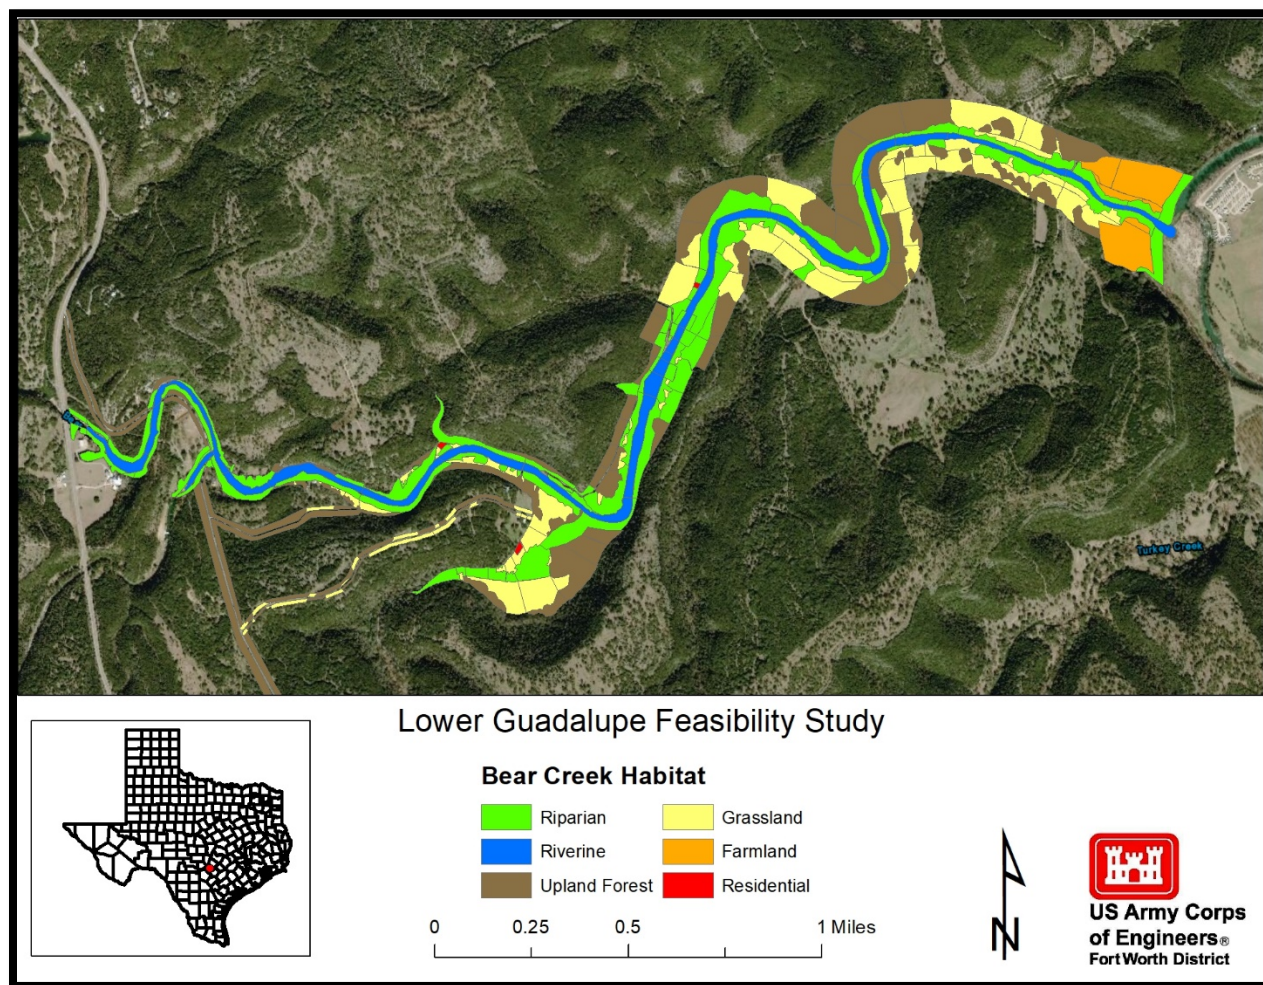 Turkey Creek
Lower Guadalupe Feasibility Study
Bear Creek Habitat
Riparian
Grassland
Riverine
Farmland
Upland Forest
Residential
0 0.25 0.5 1 Miles
N
US Army Corps
of Engineers®
Fort Worth District